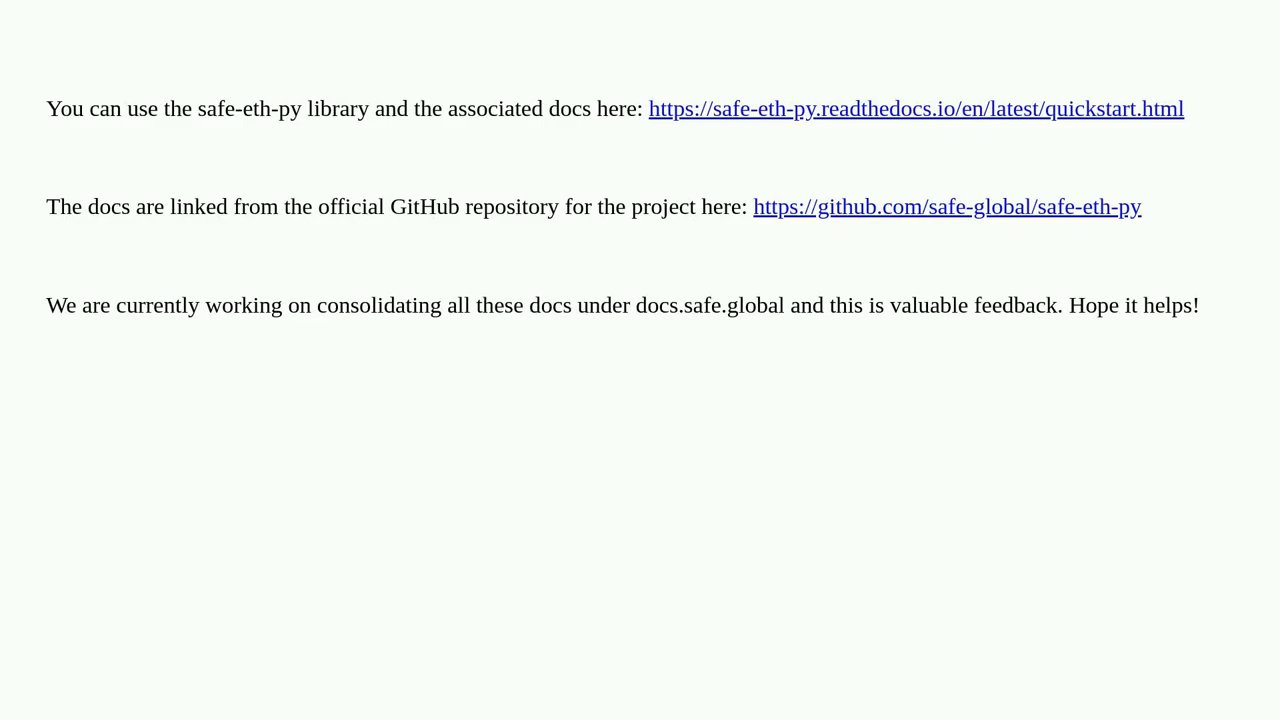 You can use the safe-eth-py library and the associated docs here: https://safe-eth-py.readthedocs.io/en/latest/quickstart.html
The docs are linked from the official GitHub repository for the project here: https://github.com/safe-global/safe-eth-py
We are currently working on consolidating all these docs under docs.safe.global and this is valuable feedback. Hope it helps!